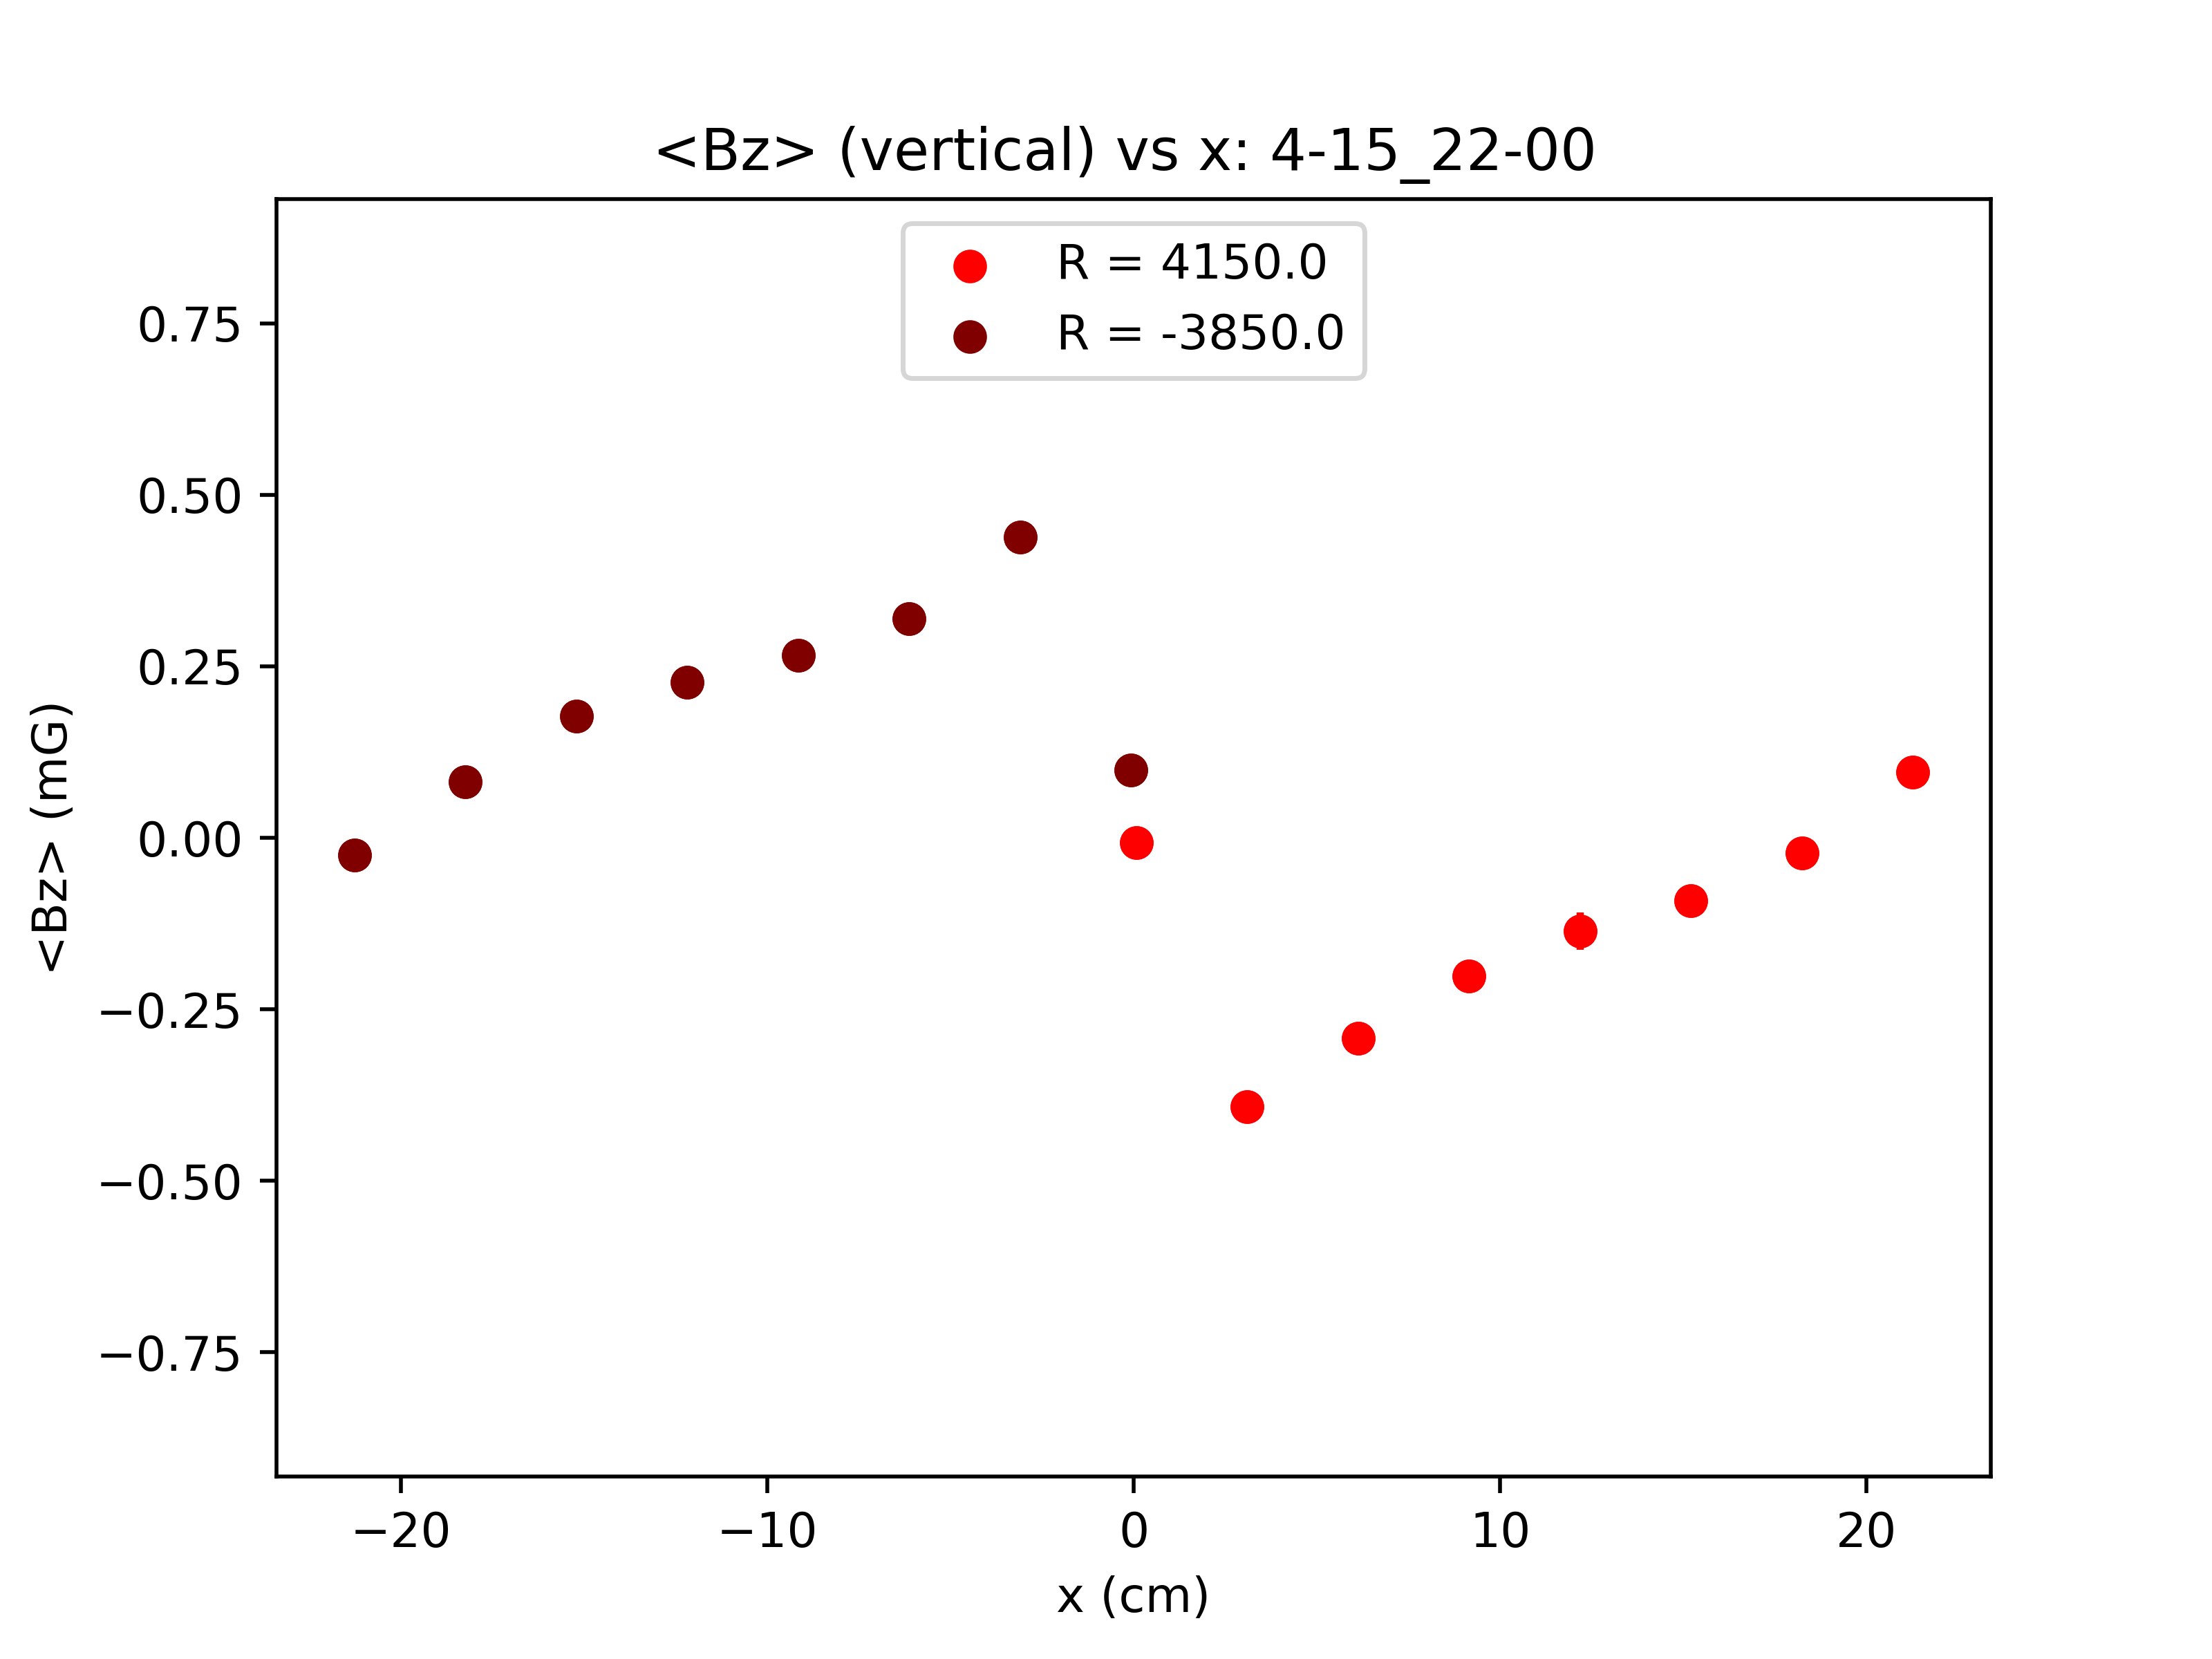 <Bz> (vertical) vs x: 4-15_22-00
R = 4150.0
R = -3850.0
0.75
0.50
0.25
0.00
−0.25
−0.50
−0.75
<Bz> (mG)
−20 −10 0 10 20
x (cm)